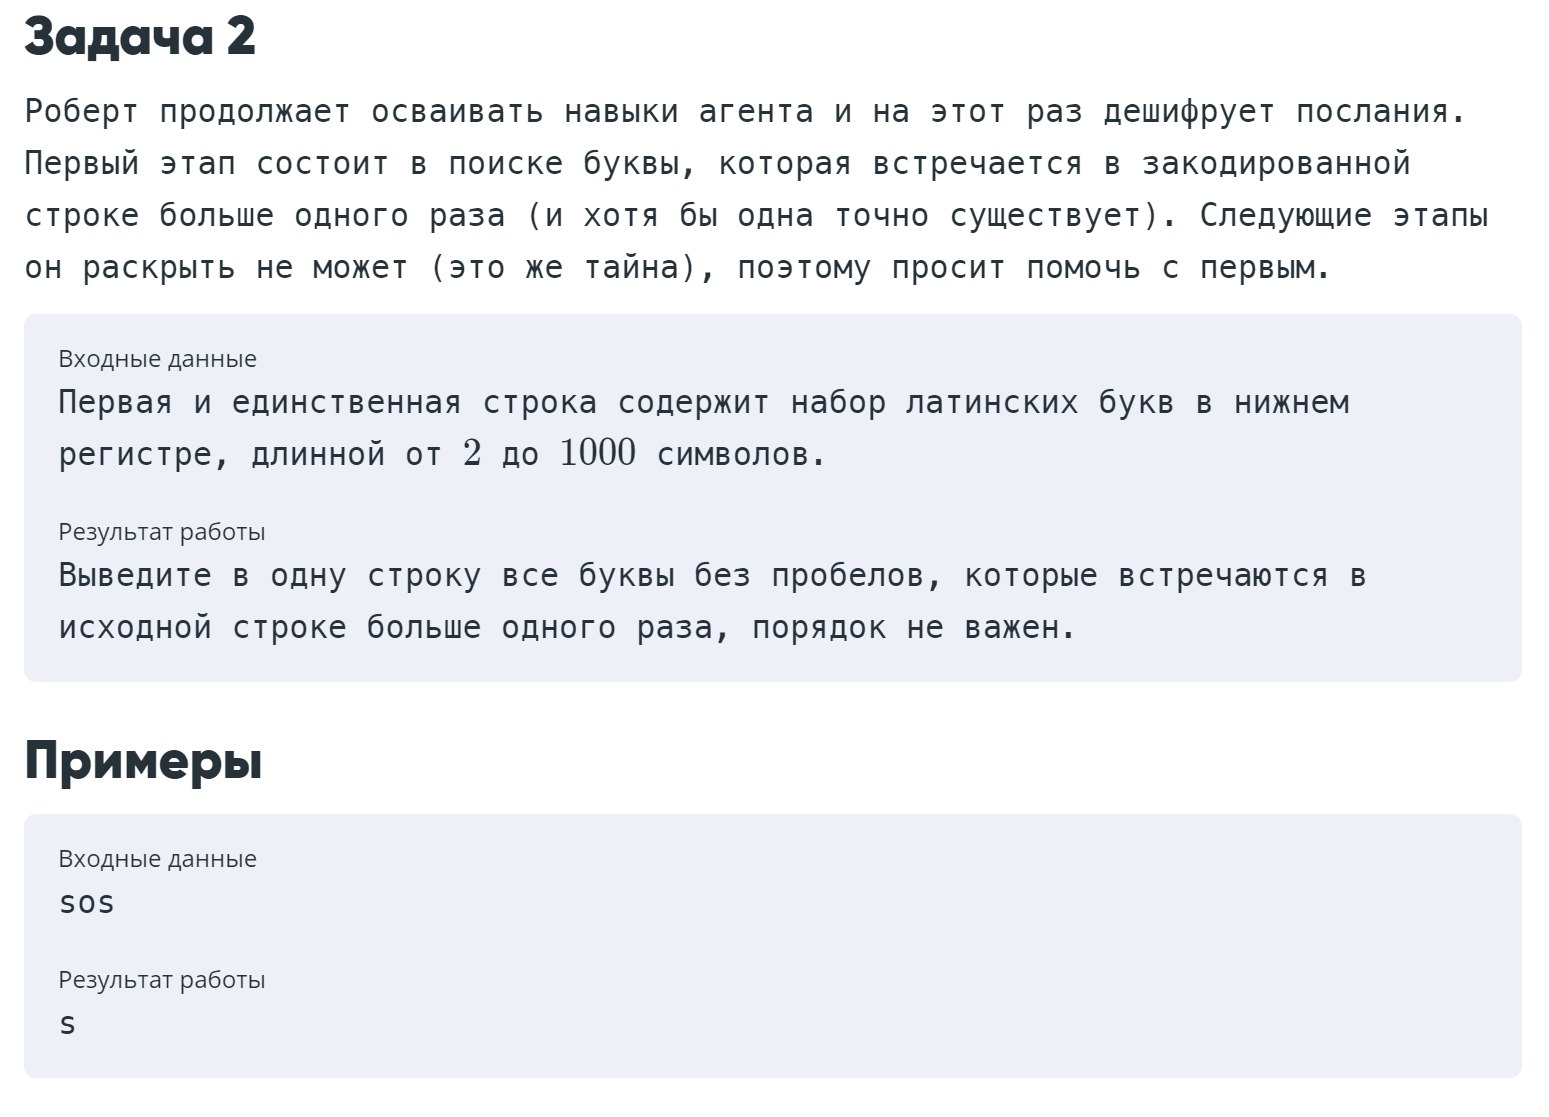 Задача 2
Роберт продолжает осваивать навыки агента и на этот раз дешифрует послания.
Первый этап состоит в поиске буквы, которая встречается в закодированной
строке больше одного раза (и хотя бы одна точно существует). Следующие этапы
он раскрыть не может (это же тайна), поэтому просит помочь с первым.
Входные данные
Первая и единственная строка содержит набор латинских букв в нижнем
регистре, длинной от 2 до 1000 символов.
Результат работы
Выведите в одну строку все буквы без пробелов, которые встречаются в
исходной строке больше одного раза, порядок не важен.
Примеры
Входные данные
sos
Результат работы
s